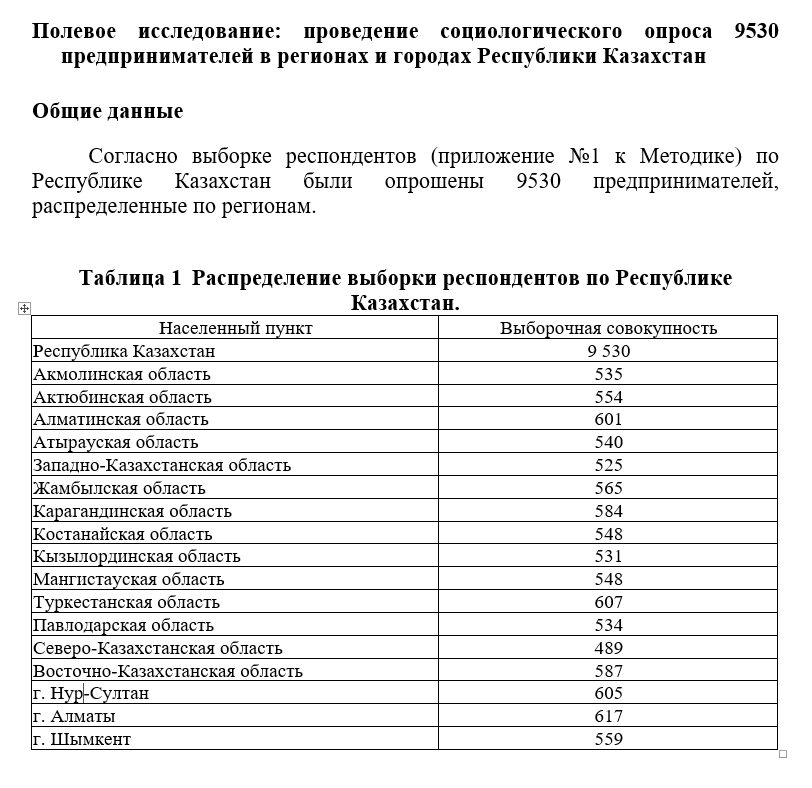 Полевое исследование: проведение социологического опроса 9530
предпринимателей в регионах и городах Республики Казахстан
Общие данные
Согласно выборке респондентов (приложение №1 к Методике) по
Республике Казахстан были опрошены 9530 предпринимателей,
распределенные по регионам.
Таблица 1 Распределение выборки респондентов по Республике
Казахстан.
Населенный пункт Выборочная совокупность
Республика Казахстан 9 530
Акмолинская область 535
Актюбинская область 554
Алматинская область 601
Атырауская область 540
Западно-Казахстанская область 525
Жамбылская область 565
Карагандинская область 584
Костанайская область 548
Кызылординская область 531
Мангистауская область 548
Туркестанская область 607
Павлодарская область 534
Северо-Казахстанская область 489
Восточно-Казахстанская область 587
г. Нур-Султан 605
г. Алматы 617
г. Шымкент 559